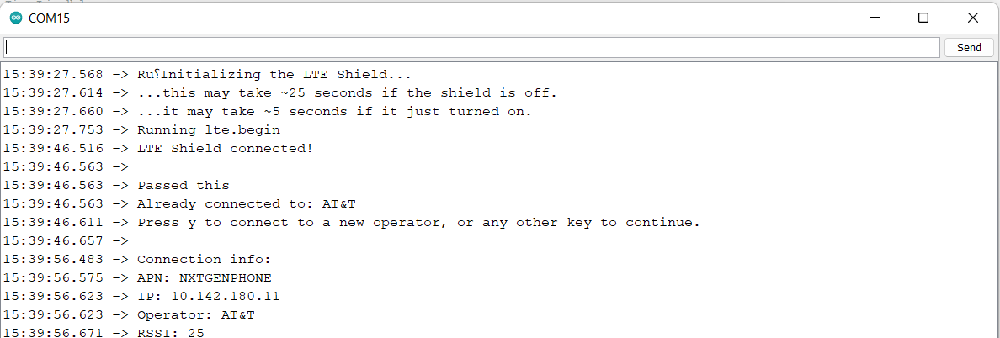 COM15
Send
15:39:27.568 -> Ru⸮Initializing the LTE Shield...
15:39:27.614 -> ...this may take ~25 seconds if the shield is off.
15:39:27.660 -> ...it may take ~5 seconds if it just turned on.
15:39:27.753 -> Running lte.begin
15:39:46.516 -> LTE Shield connected!
15:39:46.563 ->
15:39:46.563 -> Passed this
15:39:46.563 -> Already connected to: AT&T
15:39:46.611 -> Press y to connect to a new operator, or any other key to continue.
15:39:46.657 ->
15:39:56.483 -> Connection info:
15:39:56.575 -> APN: NXTGENPHONE
15:39:56.623 -> IP: 10.142.180.11
15:39:56.623 -> Operator: AT&T
15:39:56.671 -> RSSI: 25